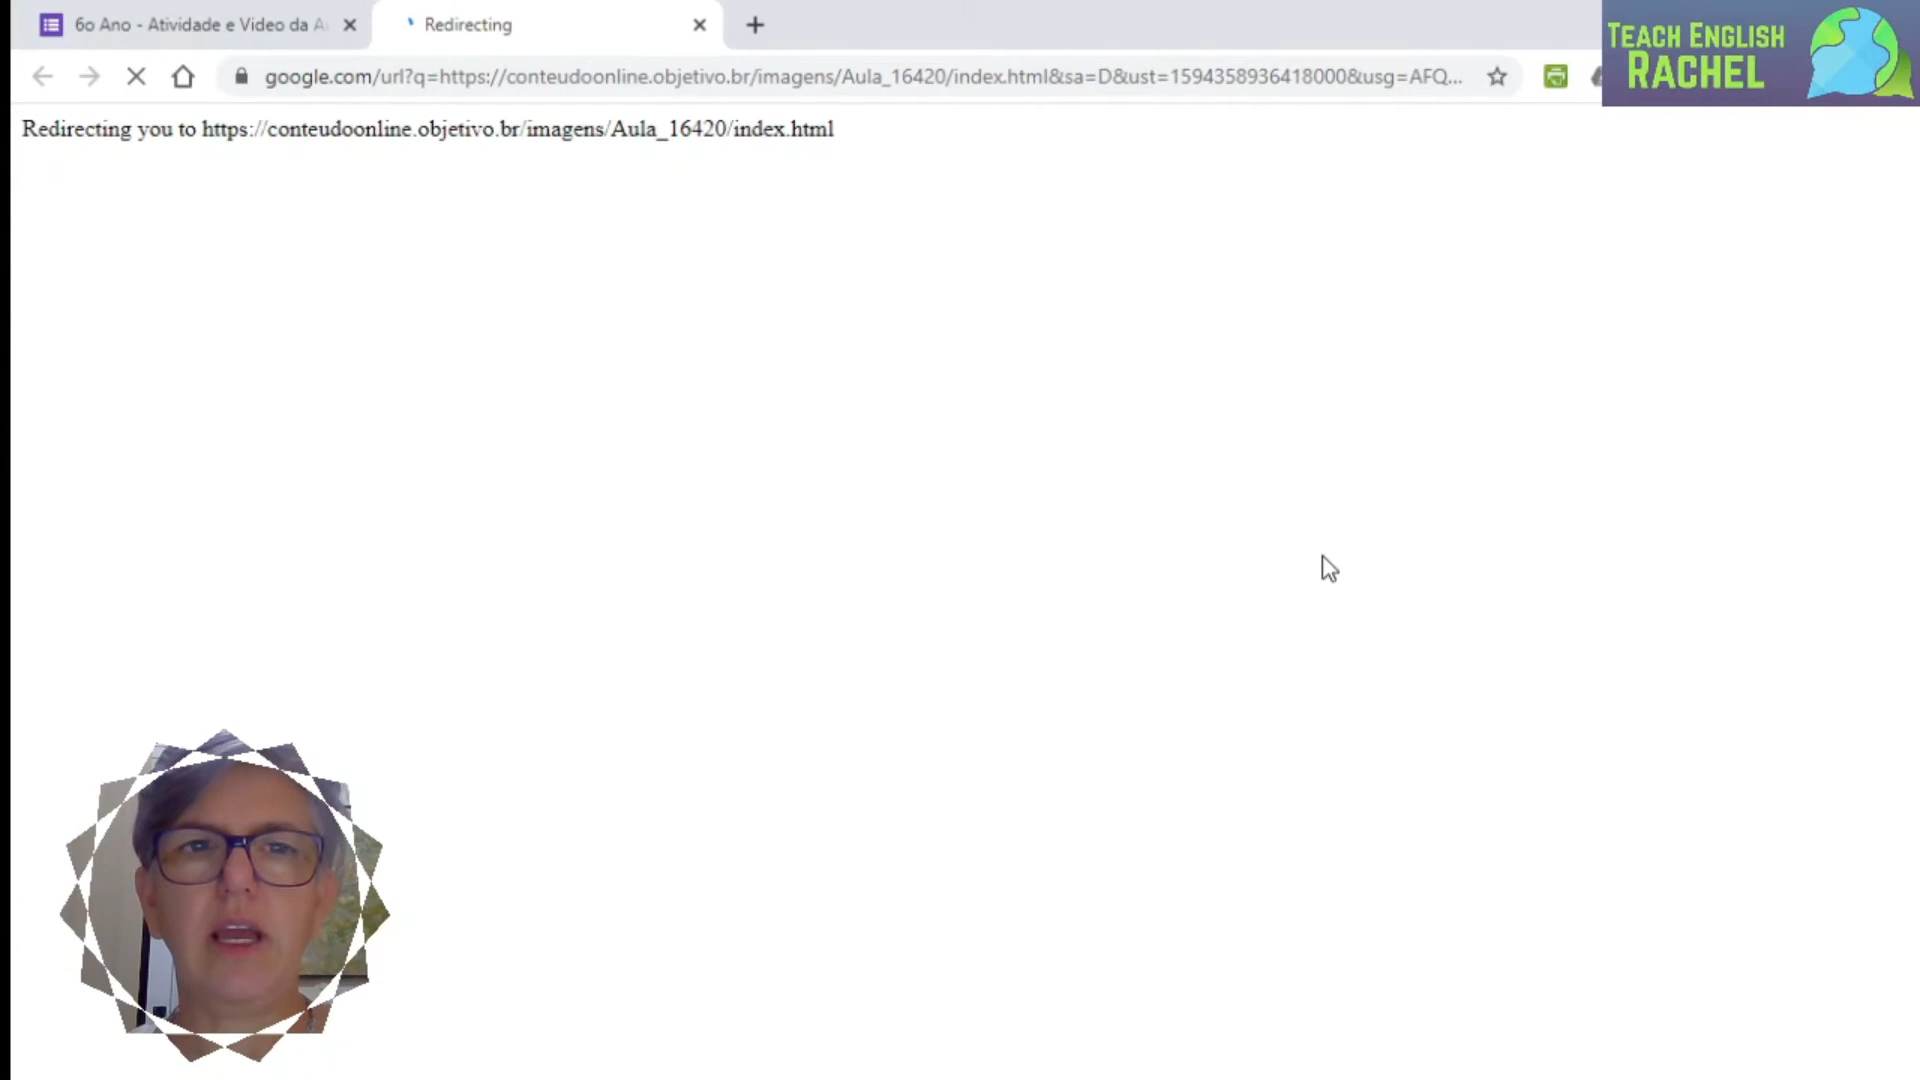 6o Ano - Atividade e Video da A
Redirecting
google.com/url?q=https://conteudoonline.objetivo.br/imagens/Aula_16420/index.html&sa=D&ust=1594358936418000&usg=AFQ...
TEACH ENGLISH
RACHEL
Redirecting you to https://conteudoonline.objetivo.br/imagens/Aula_16420/index.html